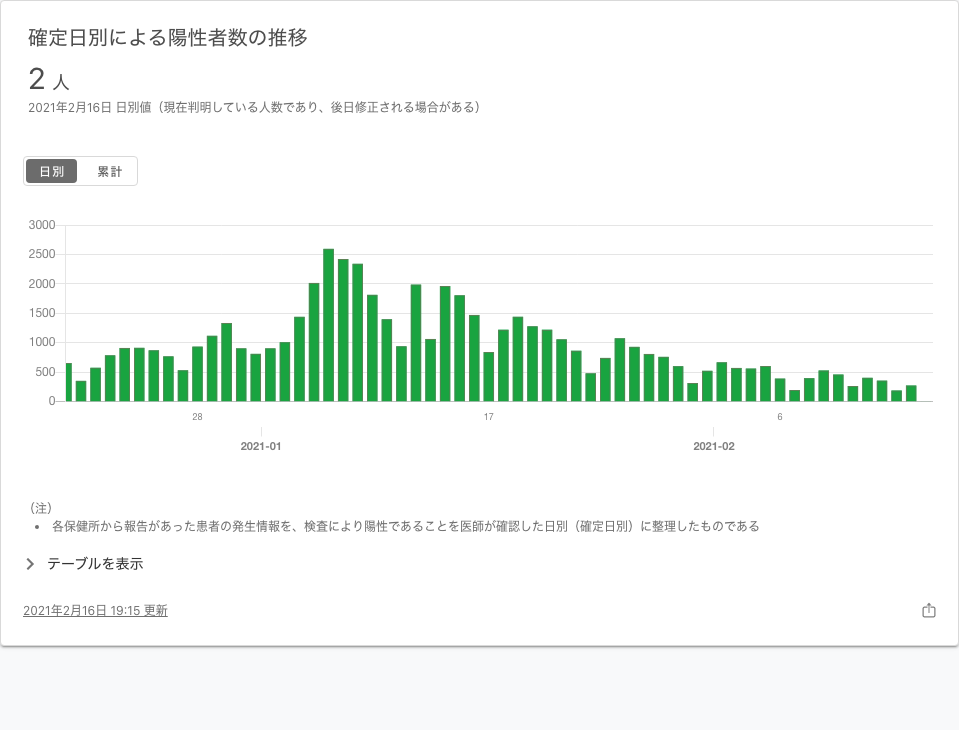 確定日別による陽性者数の推移
2 人
2021年2月16日 日別値（現在判明している人数であり、後日修正される場合がある）
日別 累計
3000
2500
2000
1500
1000
500
0
28 17 6
2021-01 2021-02
（注）
• 各保健所から報告があった患者の発生情報を、検査により陽性であることを医師が確認した日別（確定日別）に整理したものである
テーブルを表示
2021年2月16日 19:15 更新